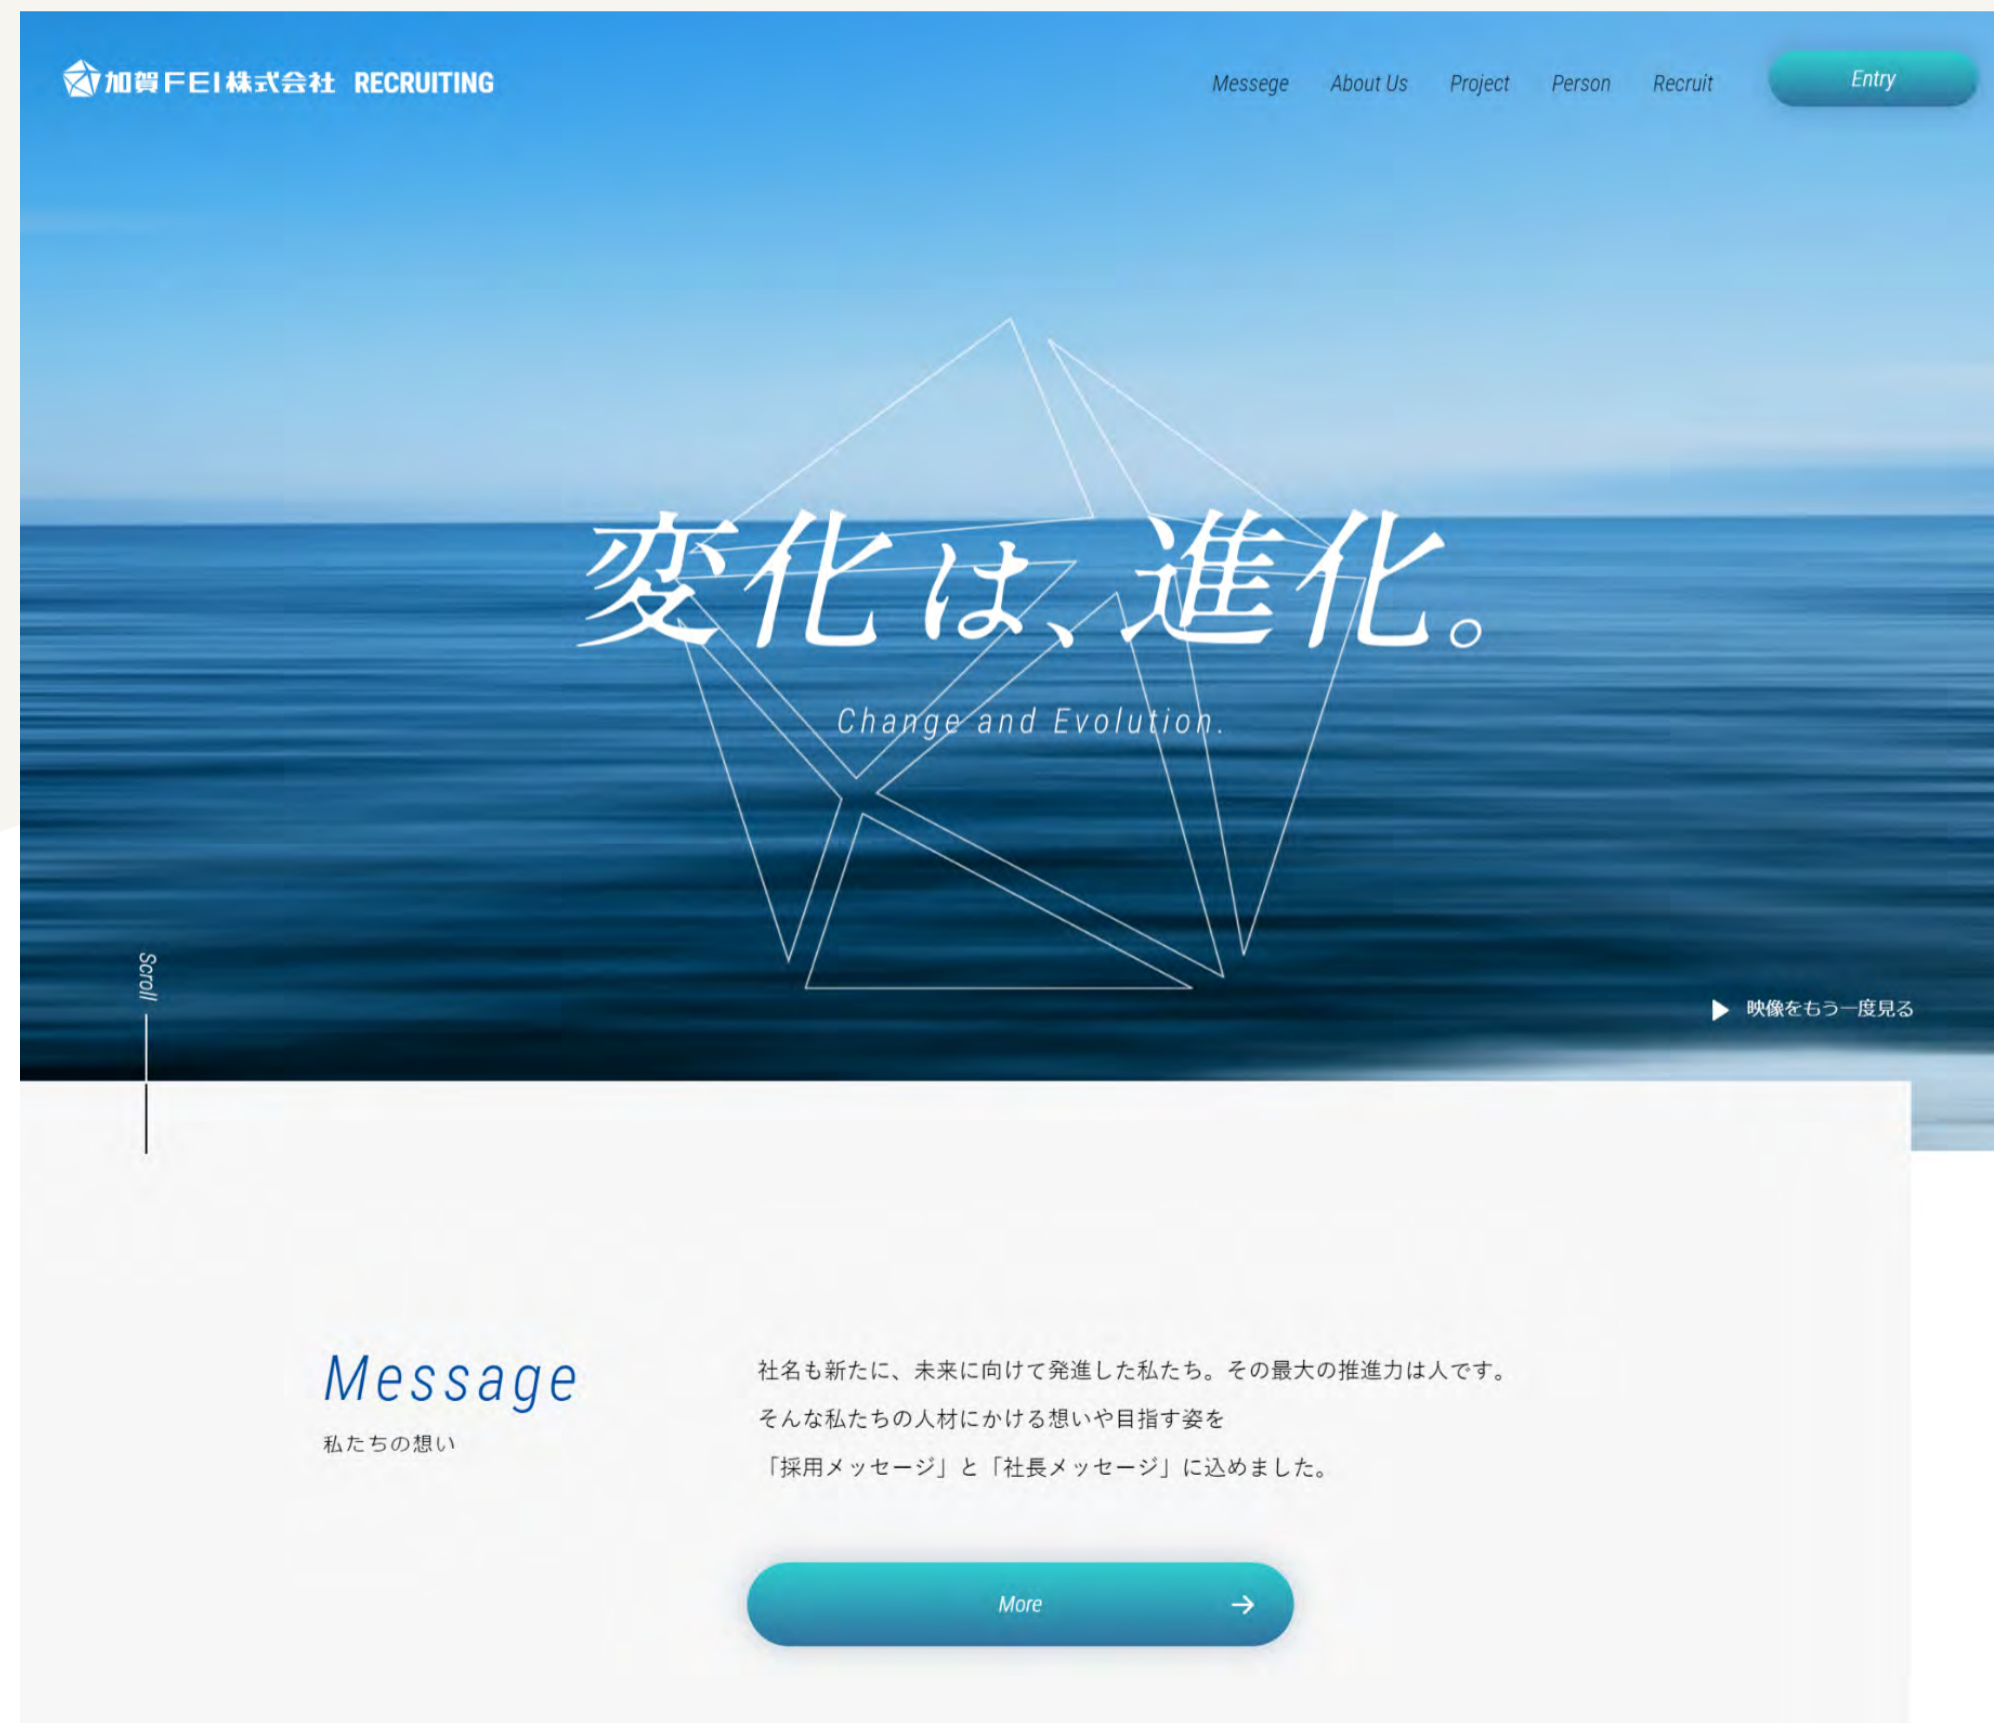 加賀FEI株式会社 RECRUITING
Messege About Us Project Person Recruit Entry
変化は、進化。
Change and Evolution.
Scroll
映像をもう一度見る
Message
私たちの想い
社名も新たに、未来に向けて発進した私たち。その最大の推進力は人です。
そんな私たちの人材にかける想いや目指す姿を
「採用メッセージ」と「社長メッセージ」に込めました。
More